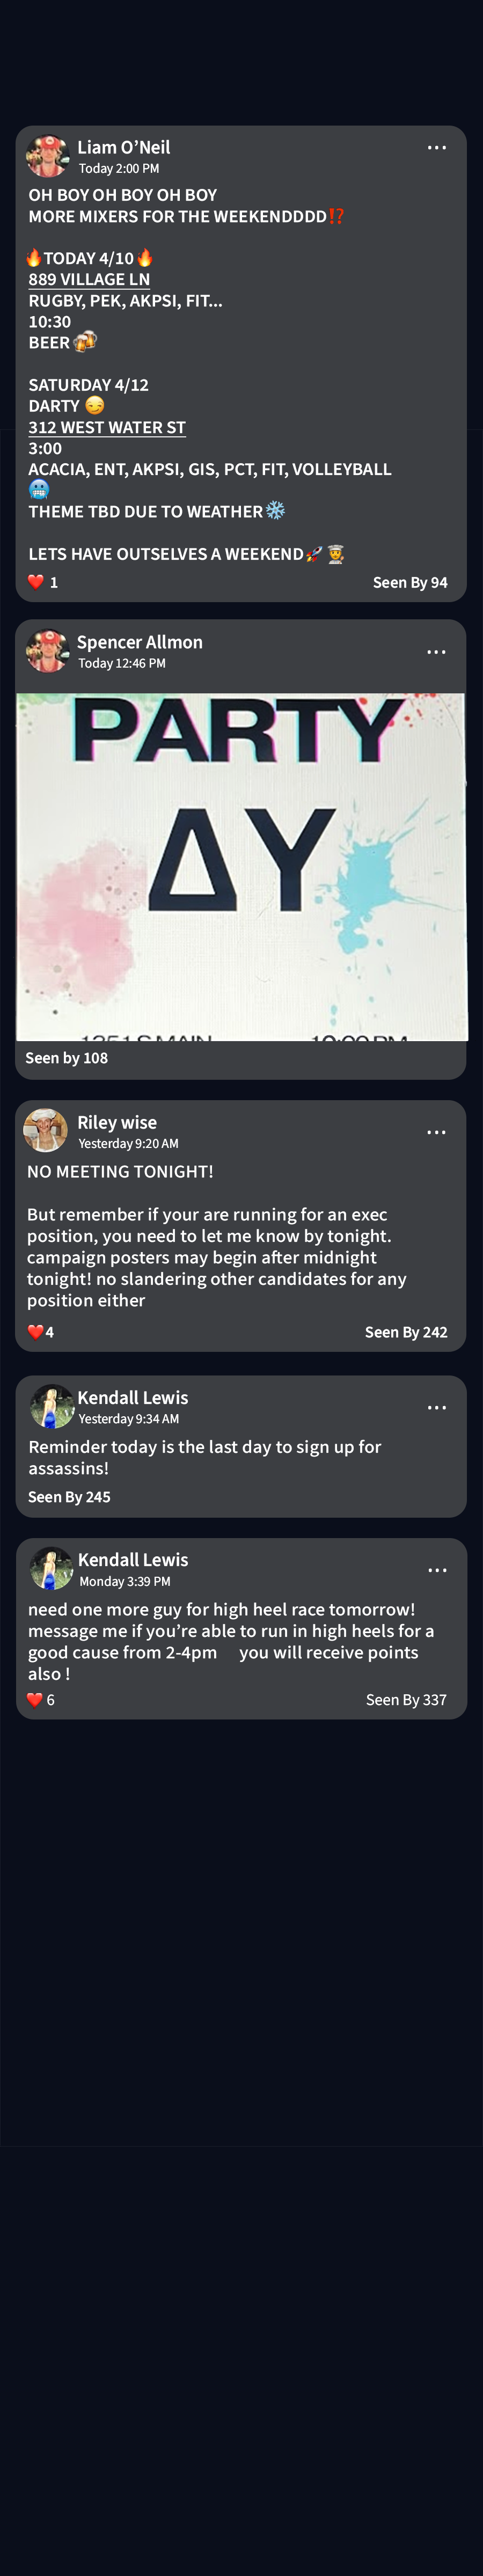 Liam O’Neil
Today 2:00 PM
OH BOY OH BOY OH BOY
MORE MIXERS FOR THE WEEKENDDDD⁉️
🔥TODAY 4/10🔥
889 VILLAGE LN
RUGBY, PEK, AKPSI, FIT...
10:30
BEER 🍻
SATURDAY 4/12
DARTY 😏
312 WEST WATER ST
3:00
ACACIA, ENT, AKPSI, GIS, PCT, FIT, VOLLEYBALL
🥶
THEME TBD DUE TO WEATHER❄️
LETS HAVE OUTSELVES A WEEKEND🚀👨‍🍳
❤️ 1
Seen By 94
Spencer Allmon
Today 12:46 PM
PARTY
ΔΥ
1251 S MAIN
10:00 PM
Seen by 108
Riley wise
Yesterday 9:20 AM
NO MEETING TONIGHT!
But remember if your are running for an exec
position, you need to let me know by tonight.
campaign posters may begin after midnight
tonight! no slandering other candidates for any
position either
❤️4
Seen By 242
Kendall Lewis
Yesterday 9:34 AM
Reminder today is the last day to sign up for
assassins!
Seen By 245
Kendall Lewis
Monday 3:39 PM
need one more guy for high heel race tomorrow!
message me if you’re able to run in high heels for a
good cause from 2-4pm you will receive points
also !
❤️ 6
Seen By 337